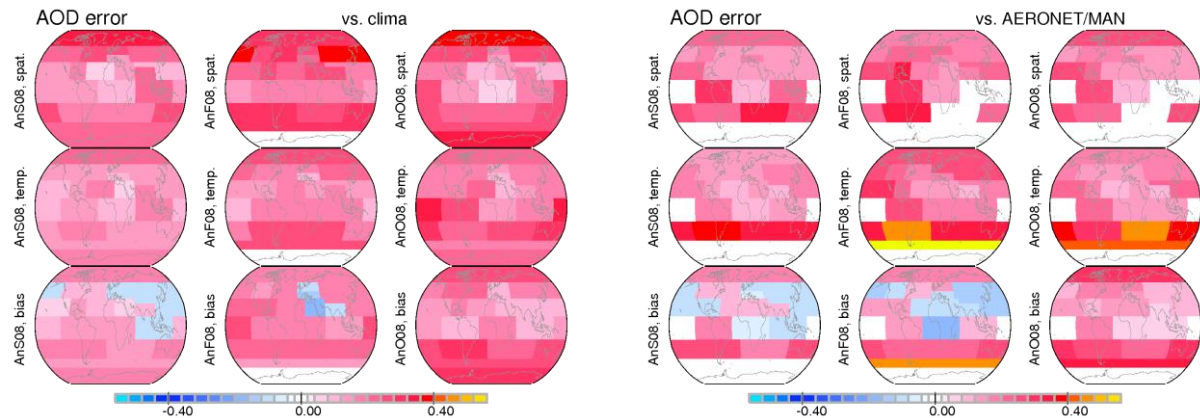 AOD error vs. clima
AnS08, spat.
AnF08, spat.
AnO08, spat.
AnS08, temp.
AnF08, temp.
AnO08, temp.
AnS08, bias
AnF08, bias
AnO08, bias
-0.40 0.00 0.40
AOD error vs. AERONET/MAN
AnS08, spat.
AnF08, spat.
AnO08, spat.
AnS08, temp.
AnF08, temp.
AnO08, temp.
AnS08, bias
AnF08, bias
AnO08, bias
-0.40 0.00 0.40